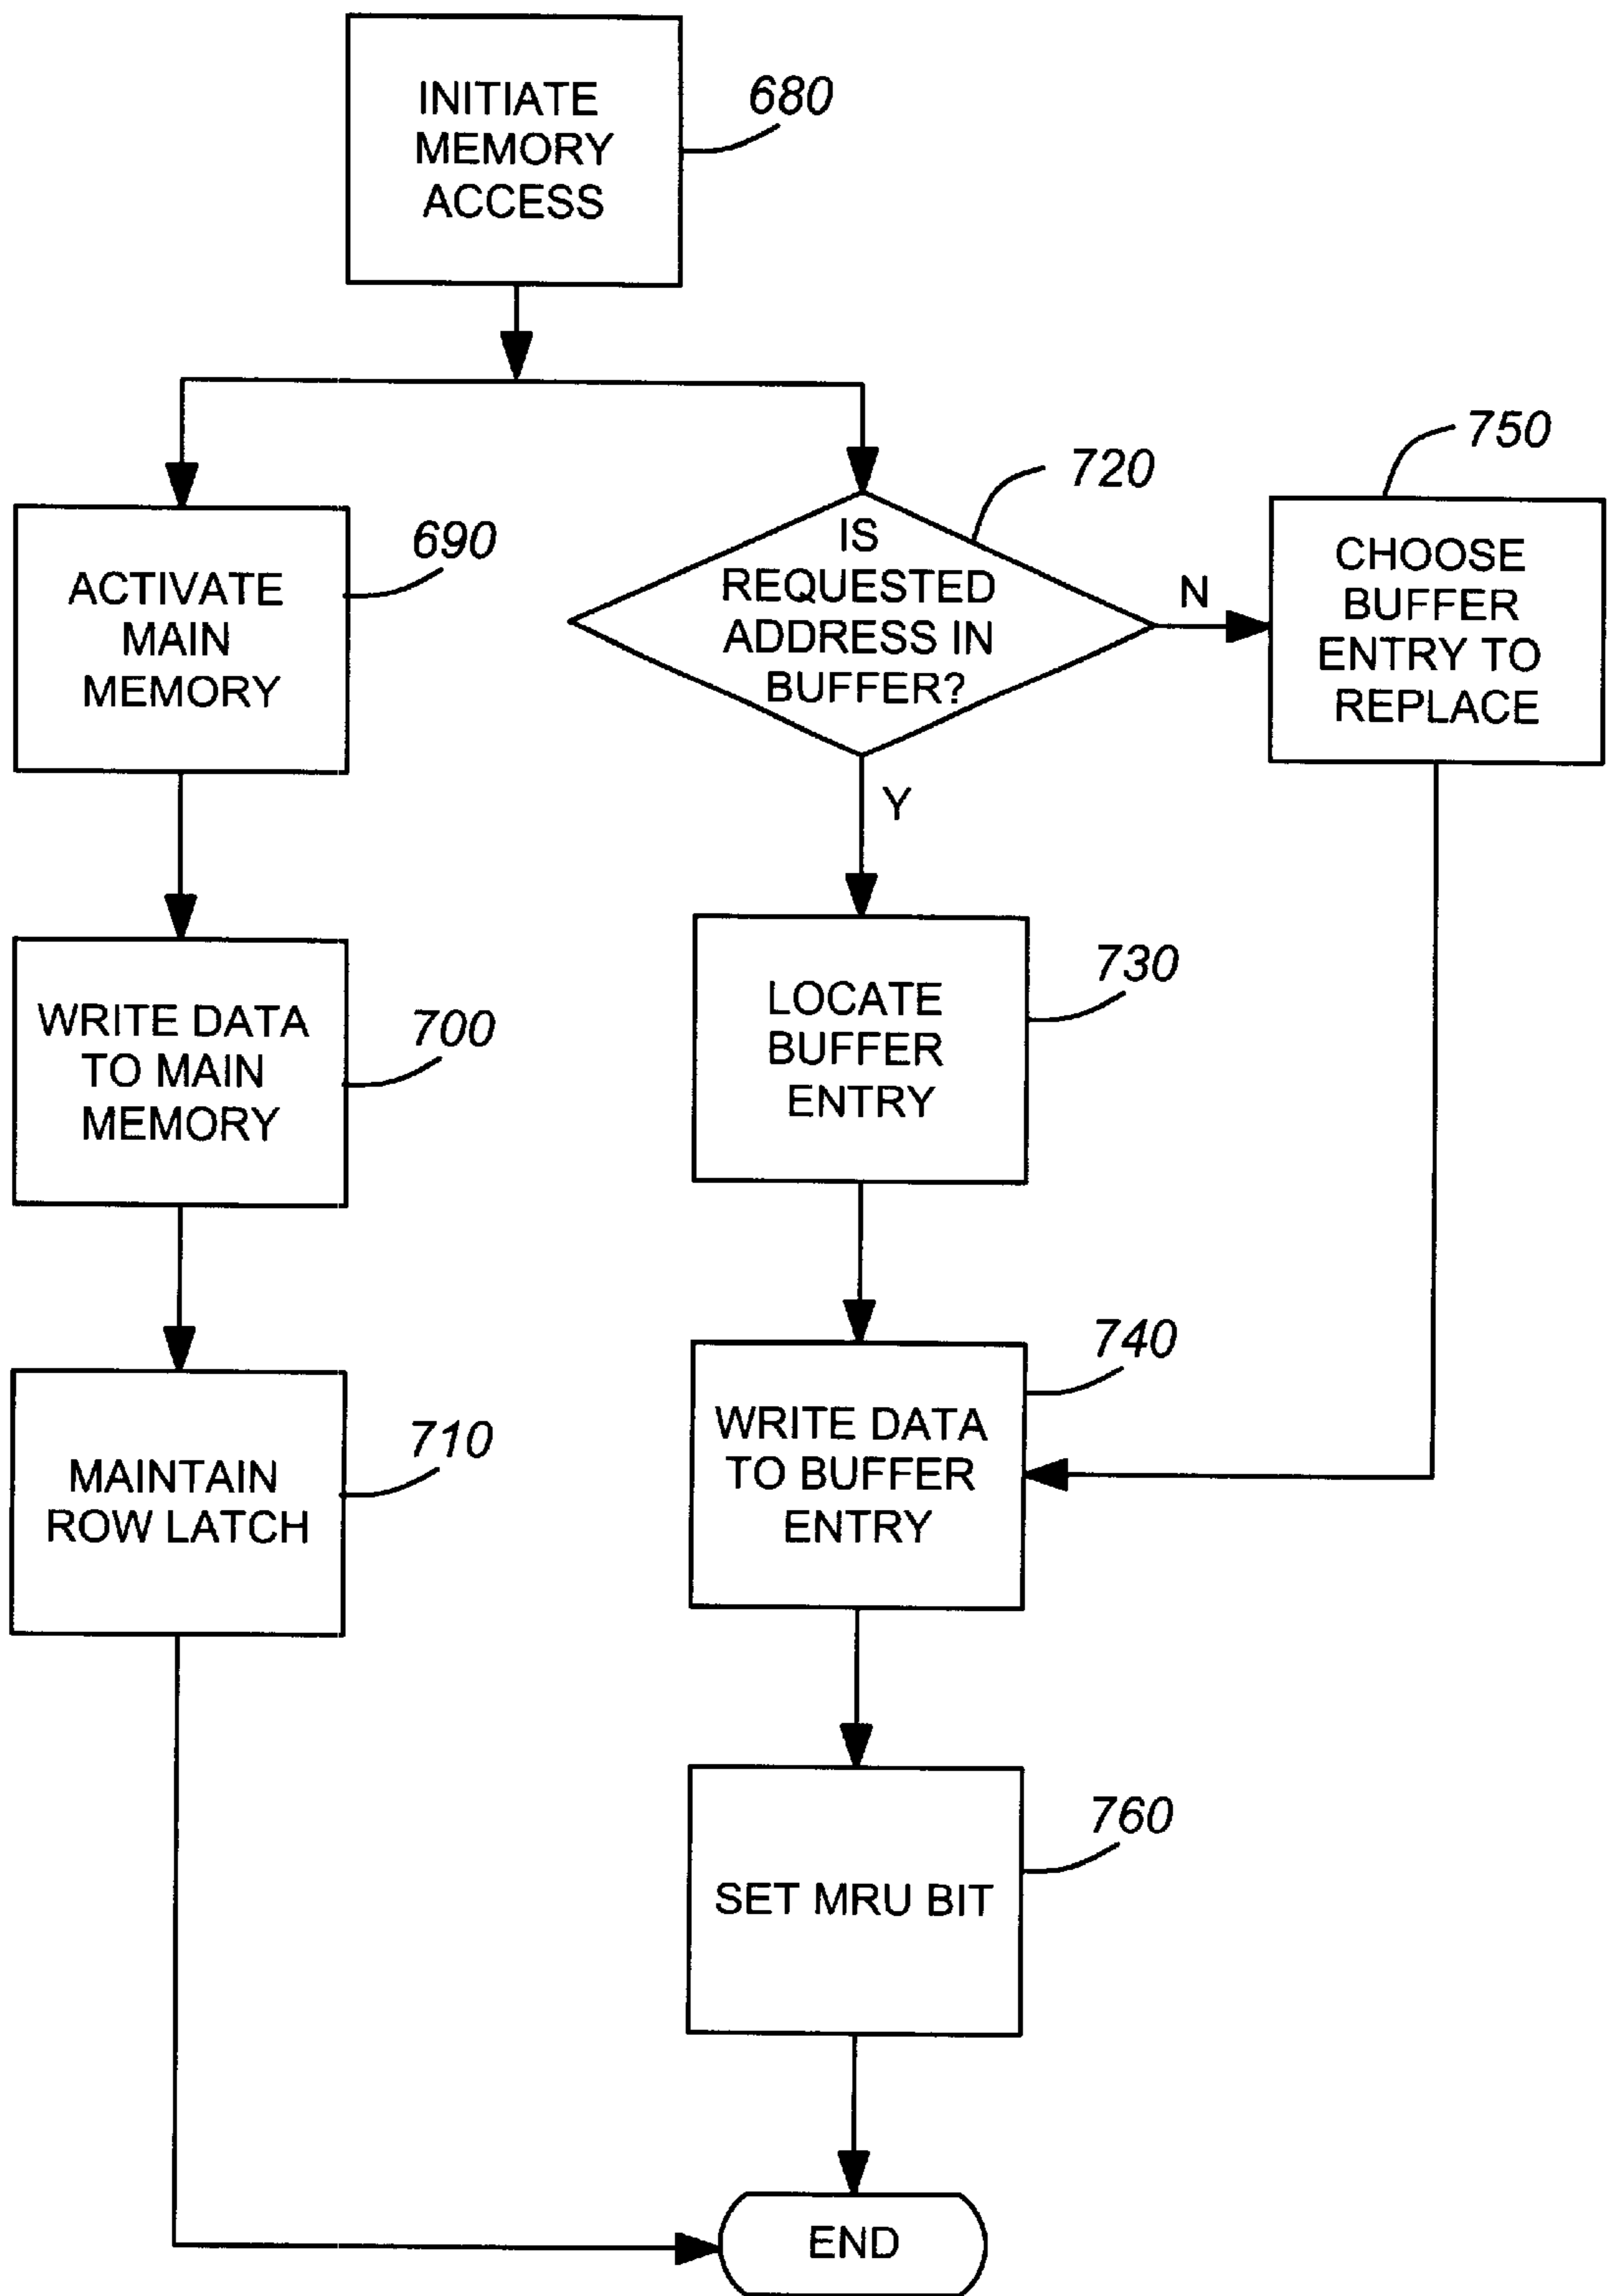 INITIATE
MEMORY
ACCESS
680
ACTIVATE
MAIN
MEMORY
690
IS
REQUESTED
ADDRESS IN
BUFFER?
720
N
CHOOSE
BUFFER
ENTRY TO
REPLACE
750
Y
WRITE DATA
TO MAIN
MEMORY
700
LOCATE
BUFFER
ENTRY
730
MAINTAIN
ROW LATCH
710
WRITE DATA
TO BUFFER
ENTRY
740
SET MRU BIT
760
END